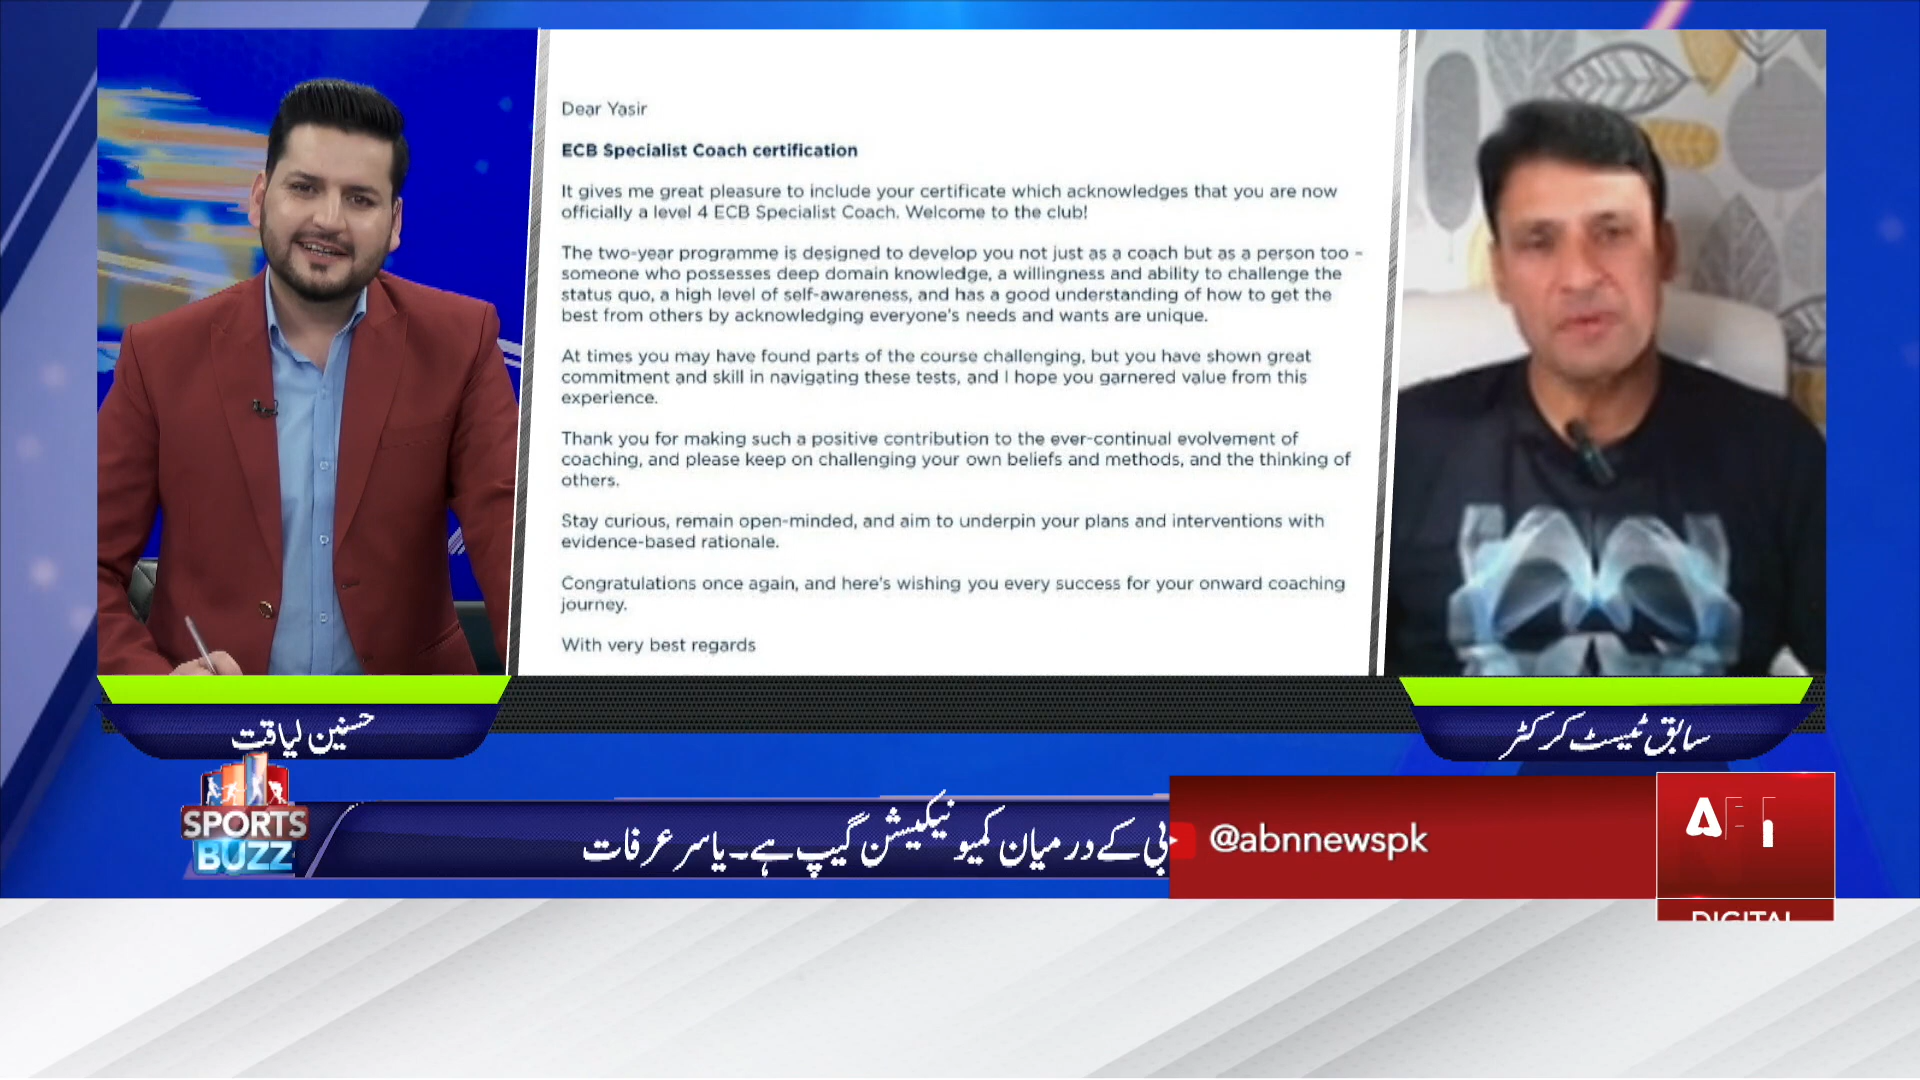 Dear Yasir
ECB Specialist Coach certification
It gives me great pleasure to include your certificate which acknowledges that you are now
officially a level 4 ECB Specialist Coach. Welcome to the club!
The two-year programme is designed to develop you not just as a coach but as a person too –
someone who possesses deep domain knowledge, a willingness and ability to challenge the
status quo, a high level of self-awareness, and has a good understanding of how to get the
best from others by acknowledging everyone's needs and wants are unique.
At times you may have found parts of the course challenging, but you have shown great
commitment and skill in navigating these tests, and I hope you garnered value from this
experience.
Thank you for making such a positive contribution to the ever-continual evolvement of
coaching, and please keep on challenging your own beliefs and methods, and the thinking of
others.
Stay curious, remain open-minded, and aim to underpin your plans and interventions with
evidence-based rationale.
Congratulations once again, and here's wishing you every success for your onward coaching
journey.
With very best regards
حسنین لیاقت
سابق ٹیسٹ کرکٹر
SPORTS
BUZZ
بی کے درمیان کمیونیکیشن گیپ ہے۔ یاسر عرفات
@abnnewspk
DIGITAL